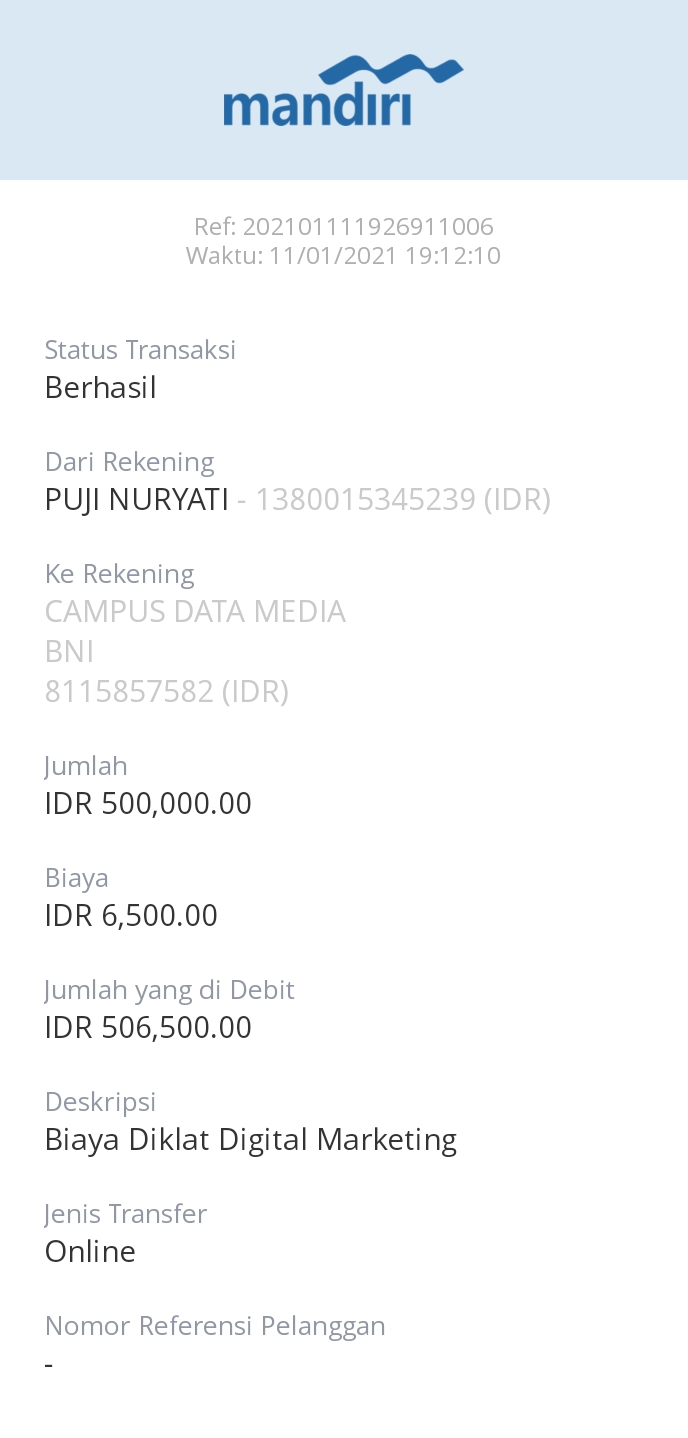 mandiri
Ref: 202101111926911006
Waktu: 11/01/2021 19:12:10
Status Transaksi
Berhasil
Dari Rekening
PUJI NURYATI - 1380015345239 (IDR)
Ke Rekening
CAMPUS DATA MEDIA
BNI
8115857582 (IDR)
Jumlah
IDR 500,000.00
Biaya
IDR 6,500.00
Jumlah yang di Debit
IDR 506,500.00
Deskripsi
Biaya Diklat Digital Marketing
Jenis Transfer
Online
Nomor Referensi Pelanggan
-